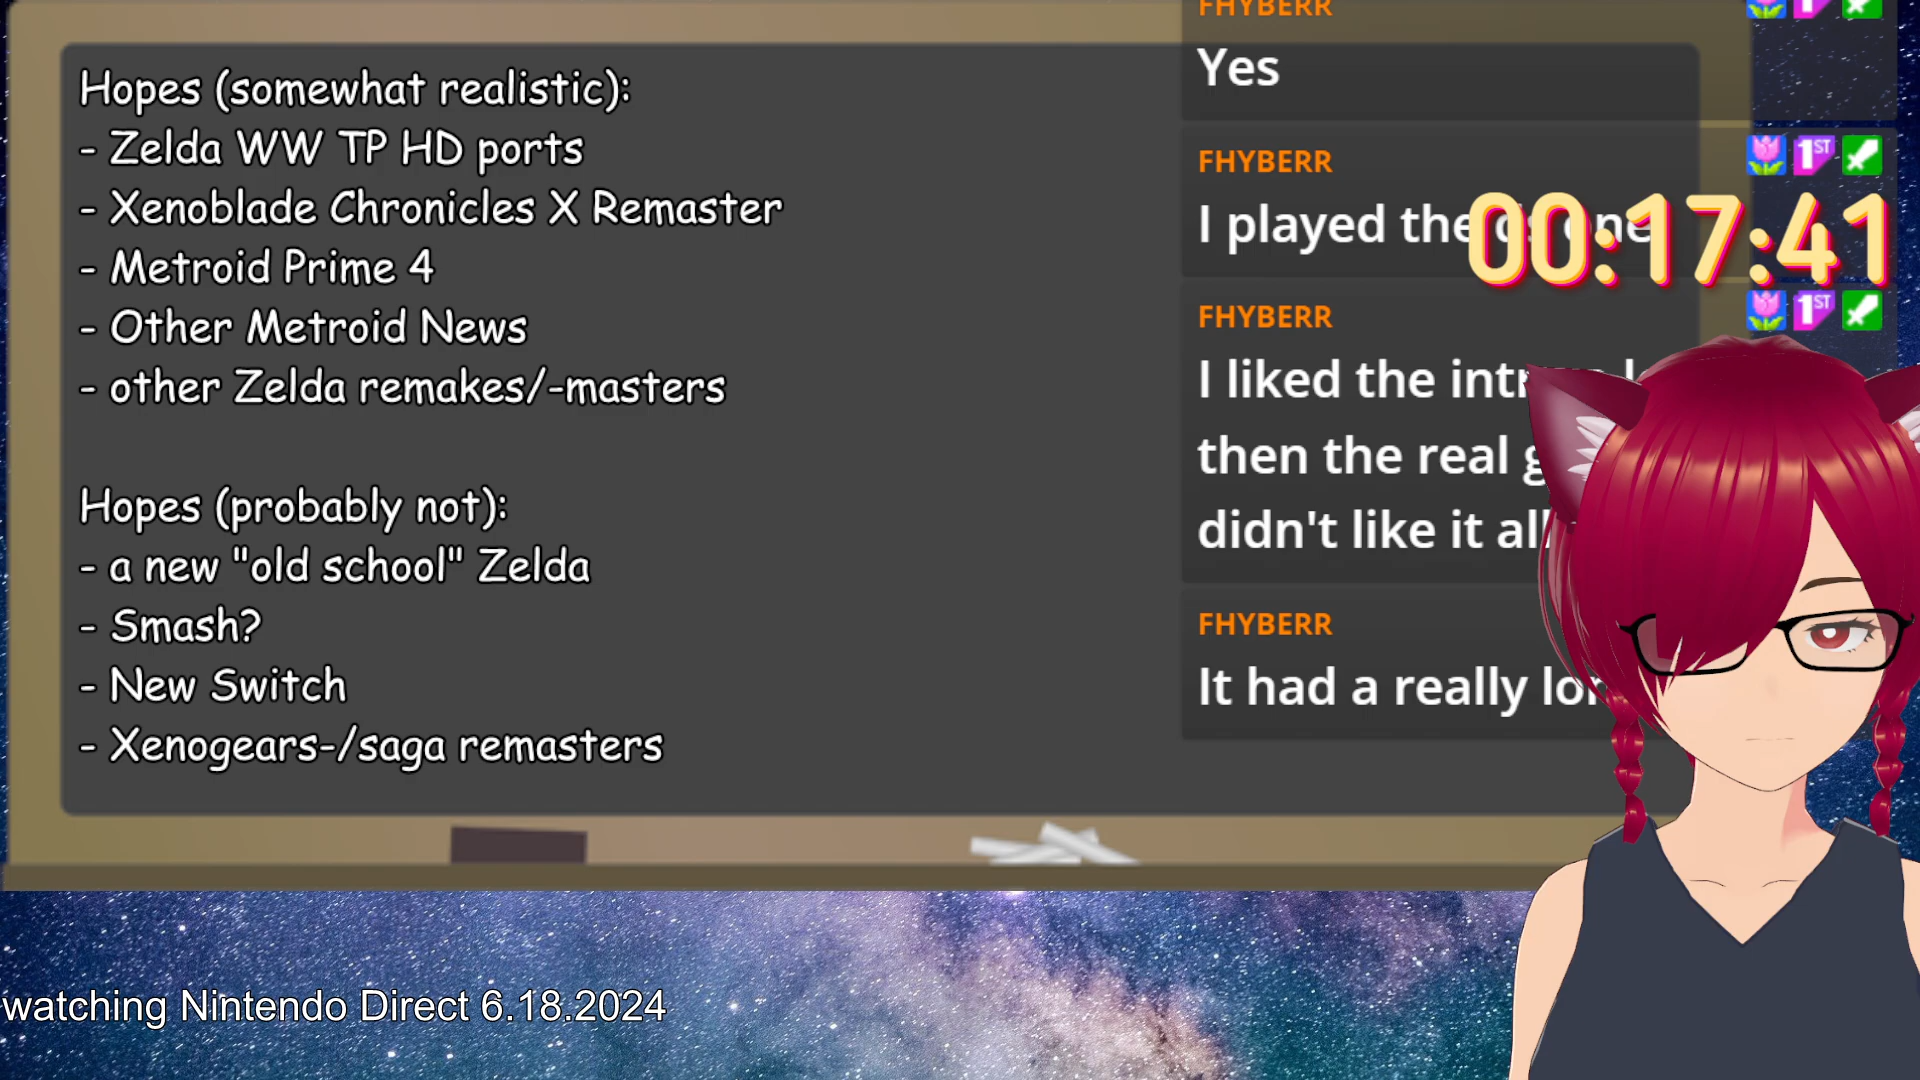 Hopes (somewhat realistic):
- Zelda WW TP HD ports
- Xenoblade Chronicles X Remaster
- Metroid Prime 4
- Other Metroid News
- other Zelda remakes/-masters
Hopes (probably not):
- a new "old school" Zelda
- Smash?
- New Switch
- Xenogears-/saga remasters
FHYBERR
Yes
FHYBERR
1ST
I played the
00:17:41
FHYBERR
1ST
I liked the
then the real
didn't like it
FHYBERR
It had a really
watching Nintendo Direct 6.18.2024